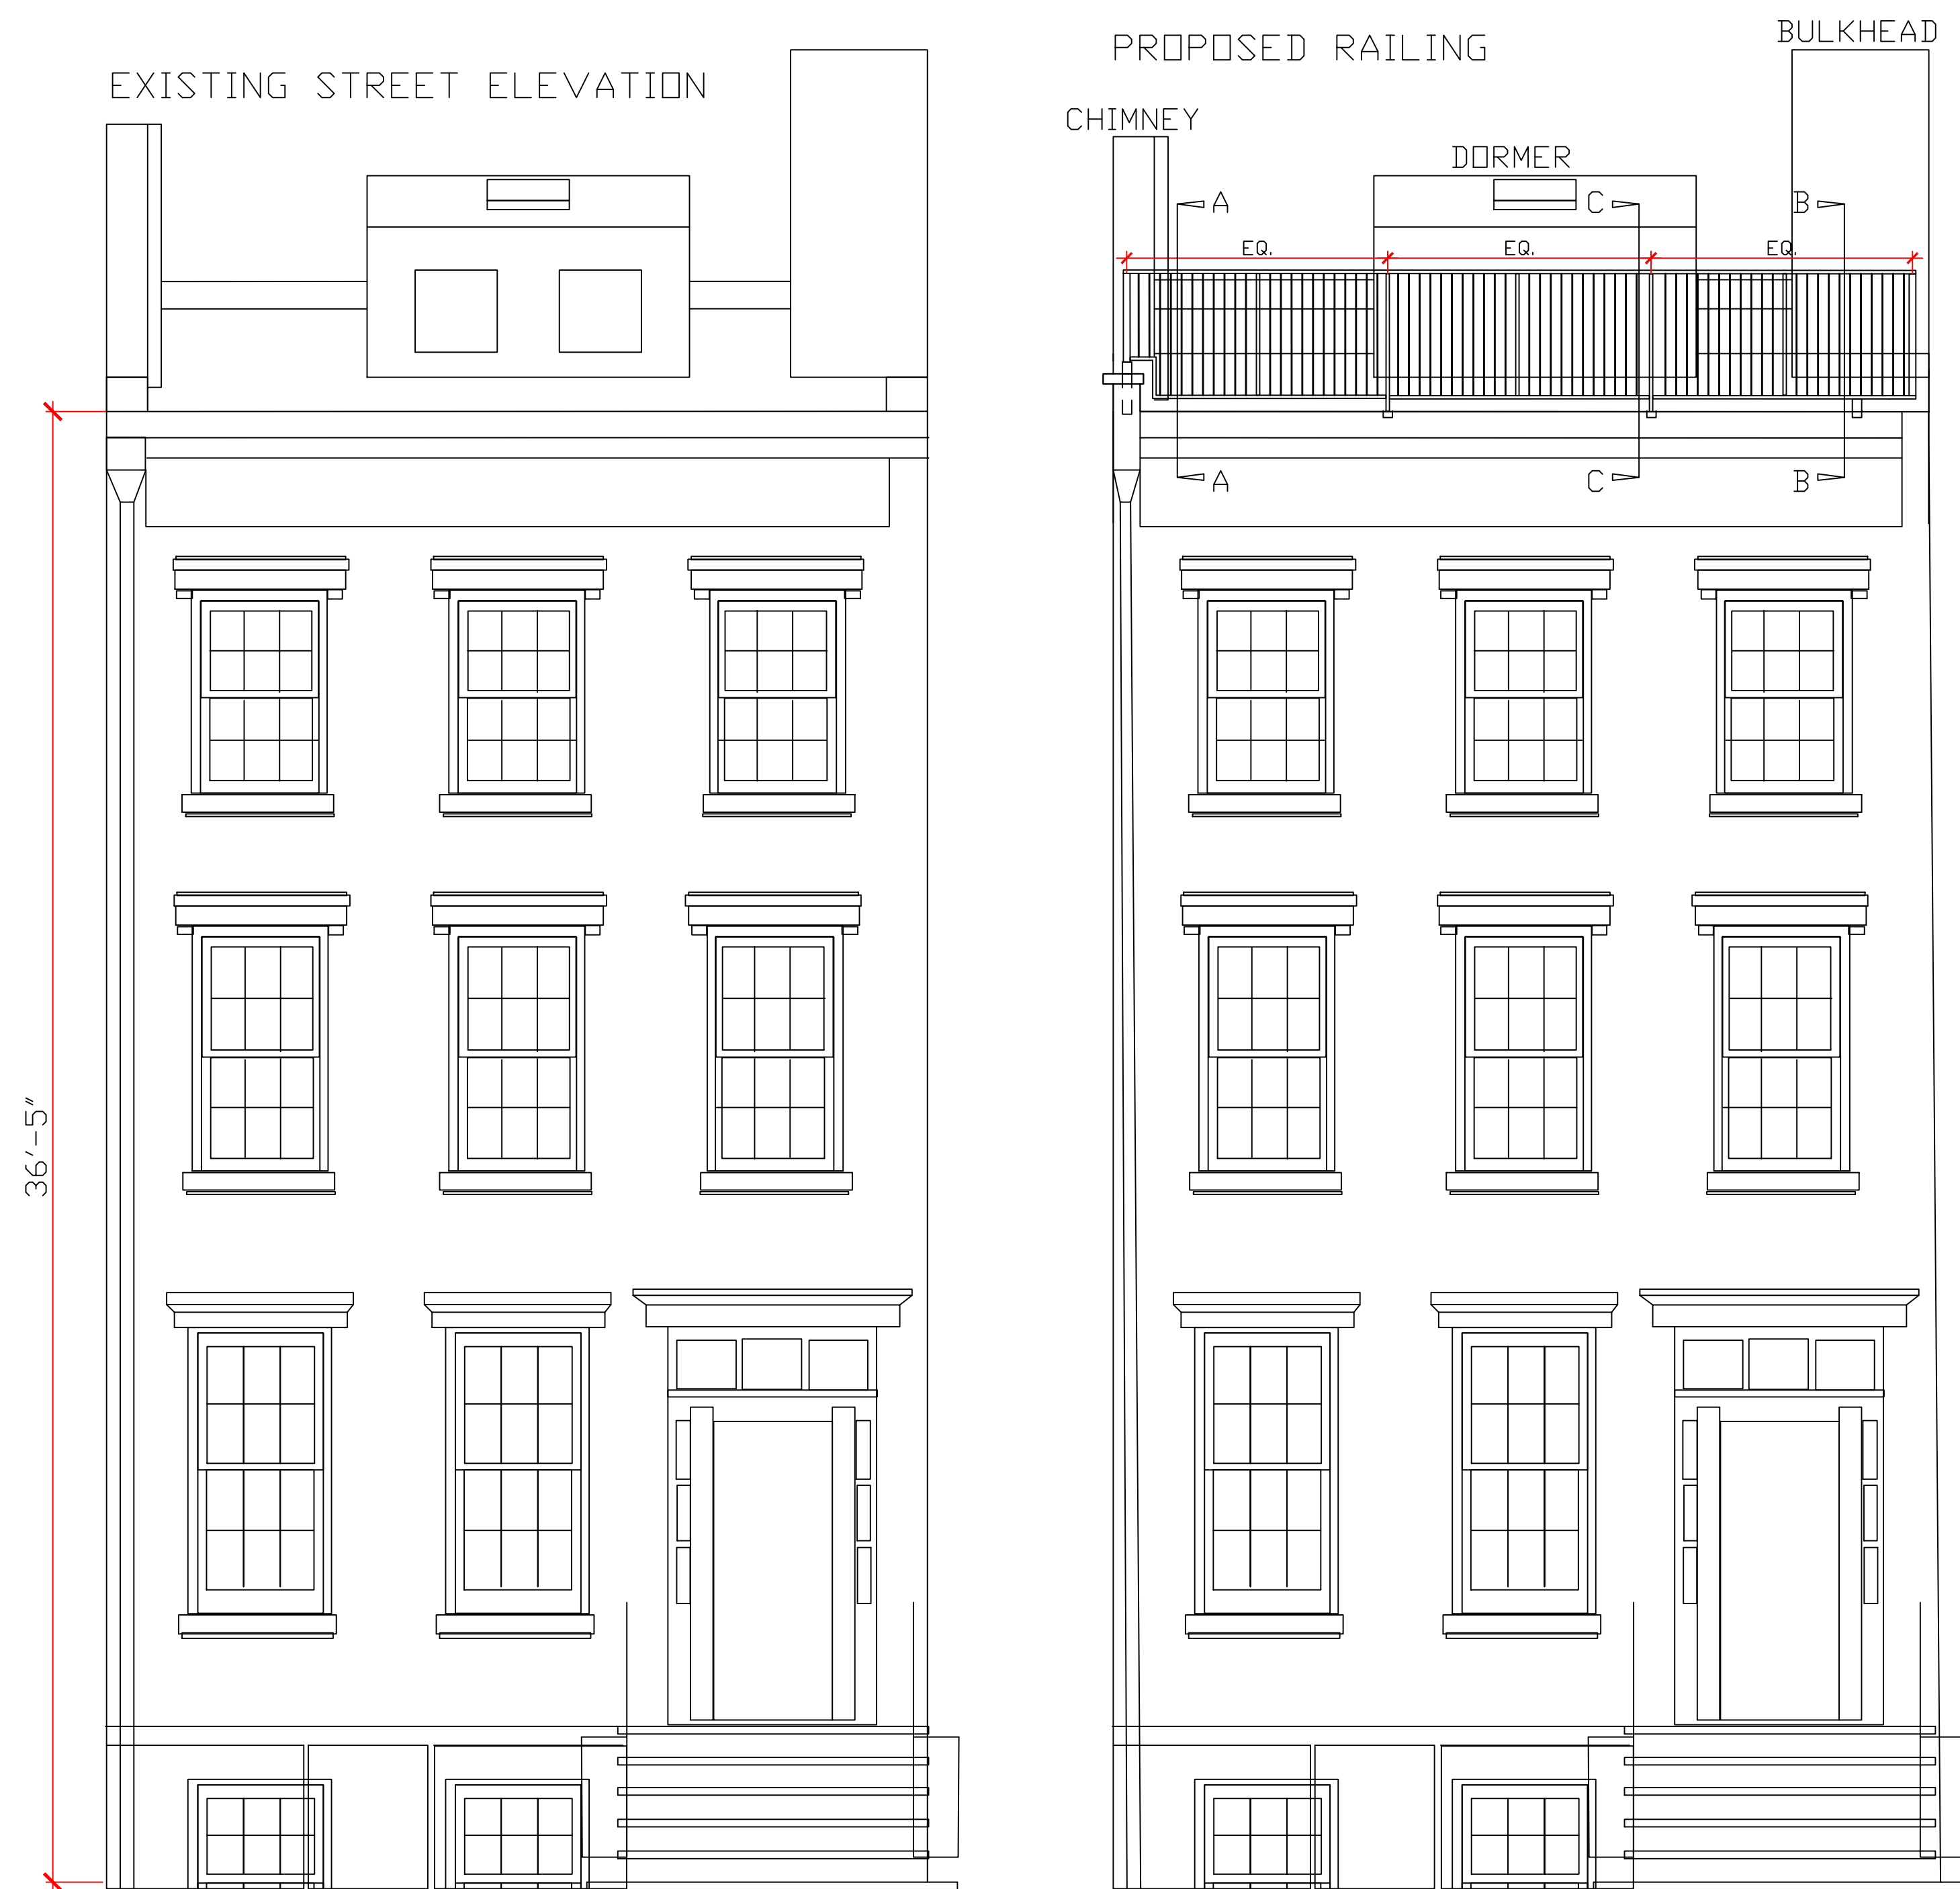 EXISTING STREET ELEVATION
PROPOSED RAILING
BULKHEAD
CHIMNEY
DORMER
A
C
B
EQ.
EQ.
EQ.
A
C
B
36'-5"